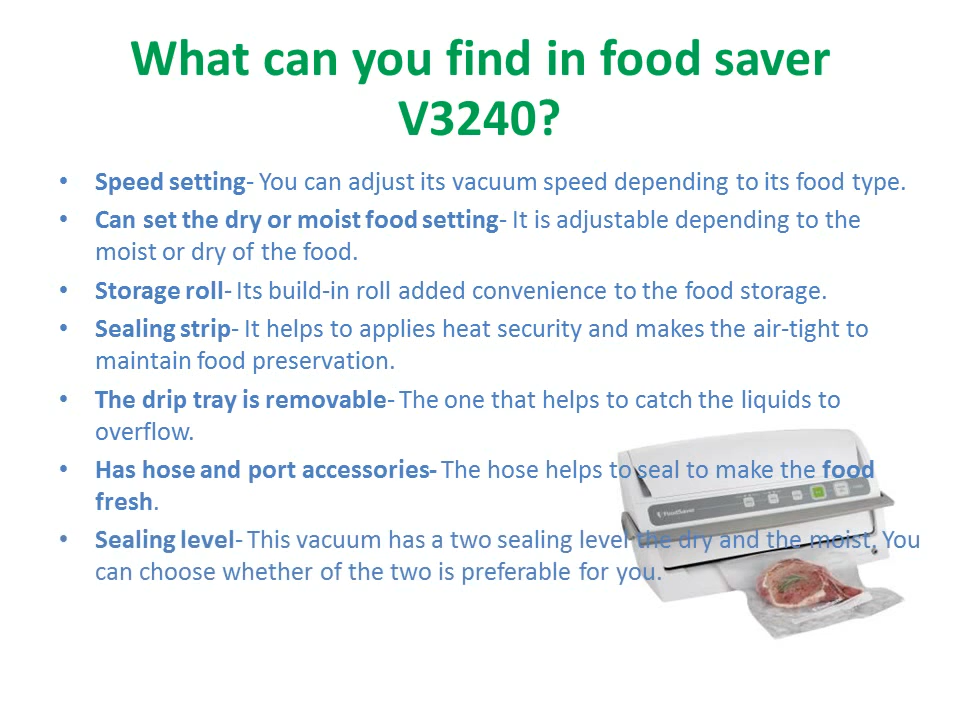 What can you find in food saver
V3240?
• Speed setting- You can adjust its vacuum speed depending to its food type.
• Can set the dry or moist food setting- It is adjustable depending to the
moist or dry of the food.
• Storage roll- Its build-in roll added convenience to the food storage.
• Sealing strip- It helps to applies heat security and makes the air-tight to
maintain food preservation.
• The drip tray is removable- The one that helps to catch the liquids to
overflow.
• Has hose and port accessories- The hose helps to seal to make the food
fresh.
• Sealing level- This vacuum has a two sealing level the dry and the moist. You
can choose whether of the two is preferable for you.
FoodSaver